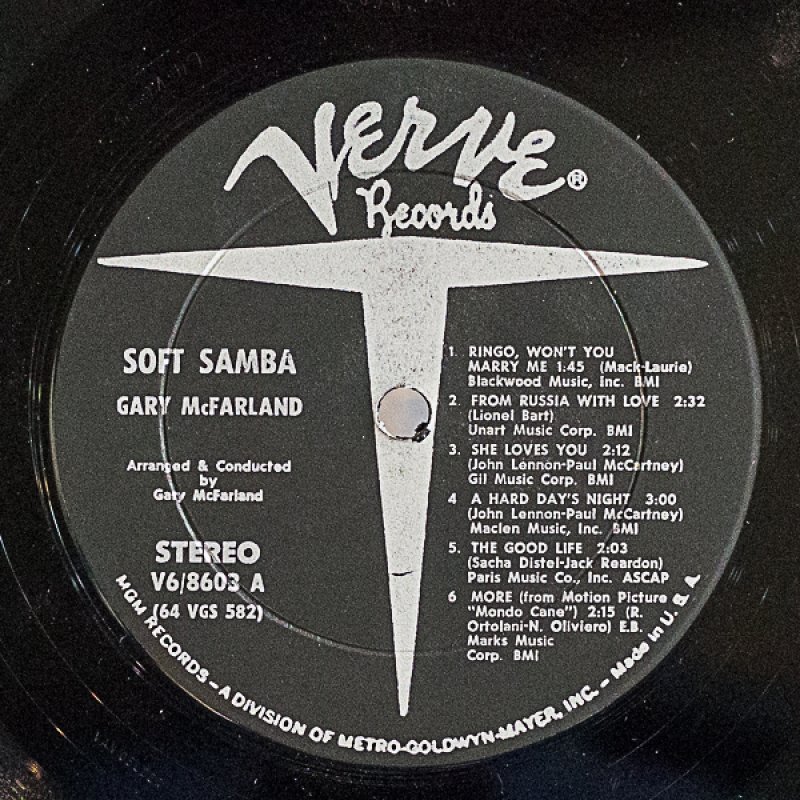 Verve®
Records
SOFT SAMBA
GARY McFARLAND
Arranged & Conducted
by
Gary McFarland
STEREO
V6/8603 A
(64 VGS 582)
1. RINGO, WON'T YOU
MARRY ME 1:45 (Mack-Laurie)
Blackwood Music, Inc. BMI
2. FROM RUSSIA WITH LOVE 2:32
(Lionel Bart)
Unart Music Corp. BMI
3. SHE LOVES YOU 2:12
(John Lennon-Paul McCartney)
Gil Music Corp. BMI
4 A HARD DAY'S NIGHT 3:00
(John Lennon-Paul McCartney)
Maclen Music, Inc. BMI
5. THE GOOD LIFE 2:03
(Sacha Distel-Jack Reardon)
Paris Music Co., Inc. ASCAP
6 MORE (from Motion Picture
"Mondo Cane") 2:15 (R.
Ortolani-N. Oliviero) E.B.
Marks Music
Corp. BMI
MGM RECORDS – A DIVISION OF METRO-GOLDWYN-MAYER, INC. – Made in U. S. A.